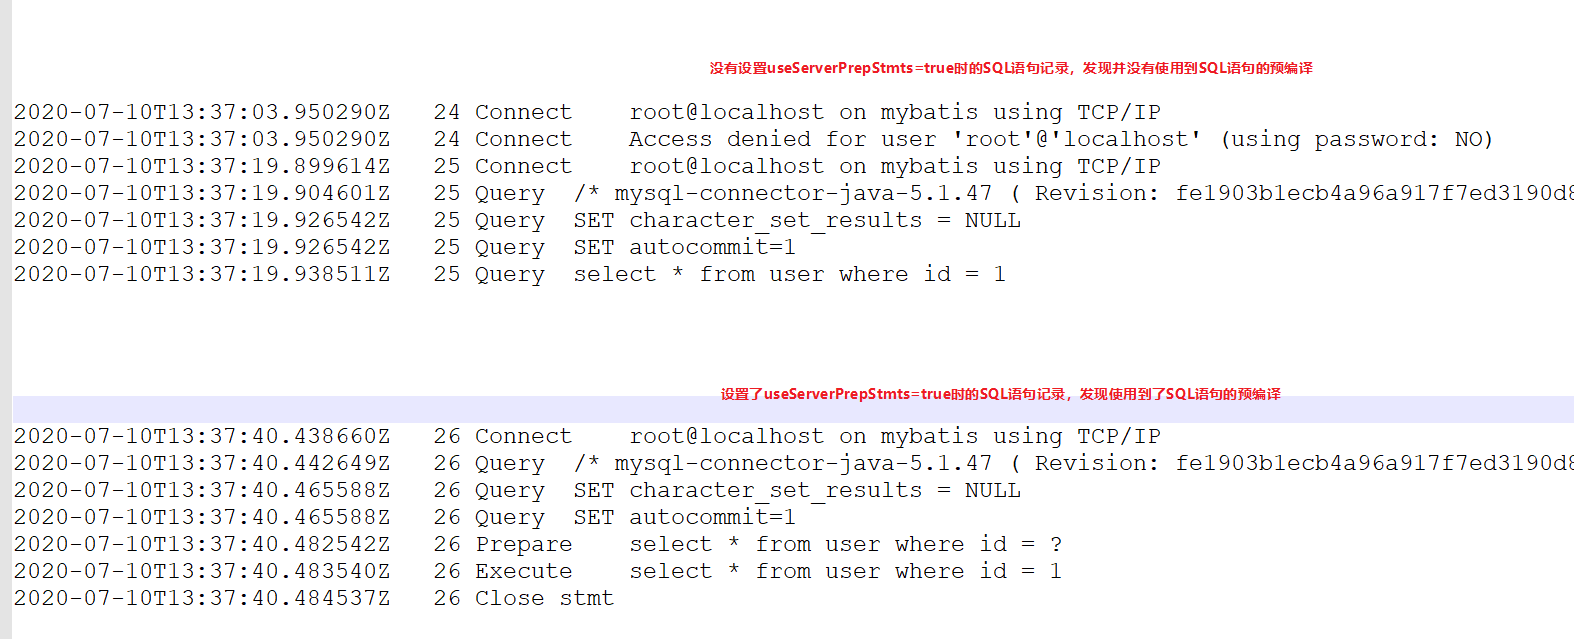 没有设置useServerPrepStmts=true时的SQL语句记录，发现并没有使用到SQL语句的预编译
2020-07-10T13:37:03.950290Z 24 Connect root@localhost on mybatis using TCP/IP
2020-07-10T13:37:03.950290Z 24 Connect Access denied for user 'root'@'localhost' (using password: NO)
2020-07-10T13:37:19.899614Z 25 Connect root@localhost on mybatis using TCP/IP
2020-07-10T13:37:19.904601Z 25 Query /* mysql-connector-java-5.1.47 ( Revision: fe1903b1ecb4a96a917f7ed3190d8
2020-07-10T13:37:19.926542Z 25 Query SET character_set_results = NULL
2020-07-10T13:37:19.926542Z 25 Query SET autocommit=1
2020-07-10T13:37:19.938511Z 25 Query select * from user where id = 1
设置了useServerPrepStmts=true时的SQL语句记录，发现使用到了SQL语句的预编译
2020-07-10T13:37:40.438660Z 26 Connect root@localhost on mybatis using TCP/IP
2020-07-10T13:37:40.442649Z 26 Query /* mysql-connector-java-5.1.47 ( Revision: fe1903b1ecb4a96a917f7ed3190d8
2020-07-10T13:37:40.465588Z 26 Query SET character_set_results = NULL
2020-07-10T13:37:40.465588Z 26 Query SET autocommit=1
2020-07-10T13:37:40.482542Z 26 Prepare select * from user where id = ?
2020-07-10T13:37:40.483540Z 26 Execute select * from user where id = 1
2020-07-10T13:37:40.484537Z 26 Close stmt